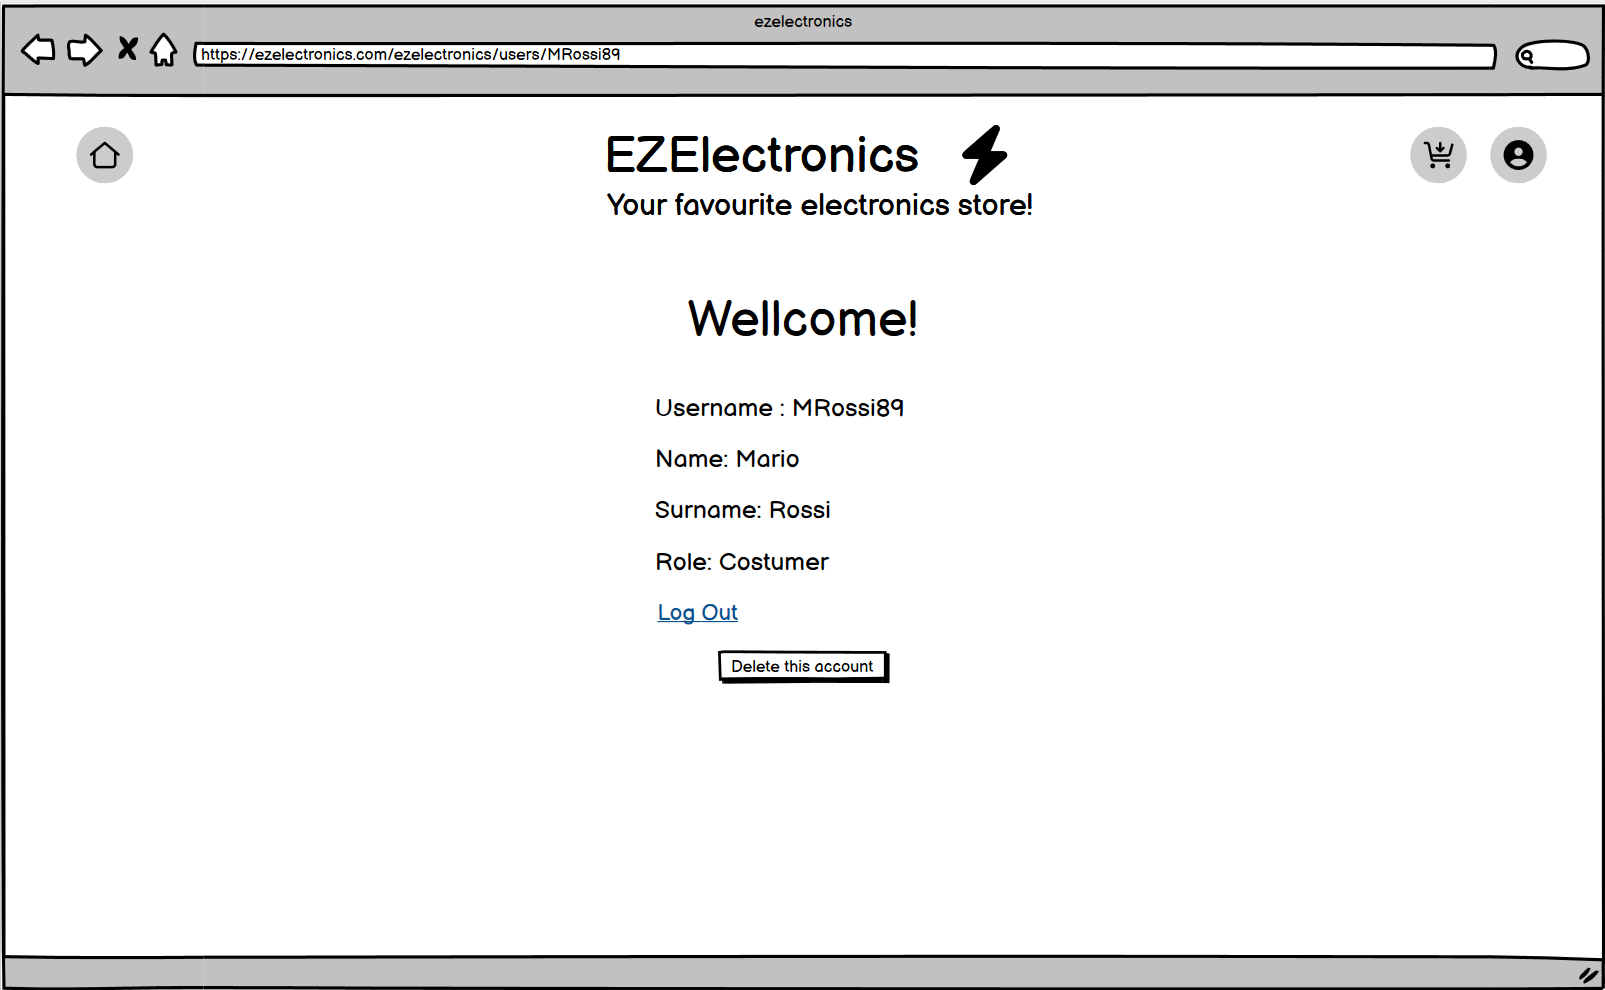 ezelectronics
https://ezelectronics.com/ezelectronics/users/MRossi89
EZElectronics
Your favourite electronics store!
Wellcome!
Username : MRossi89
Name: Mario
Surname: Rossi
Role: Costumer
Log Out
Delete this account